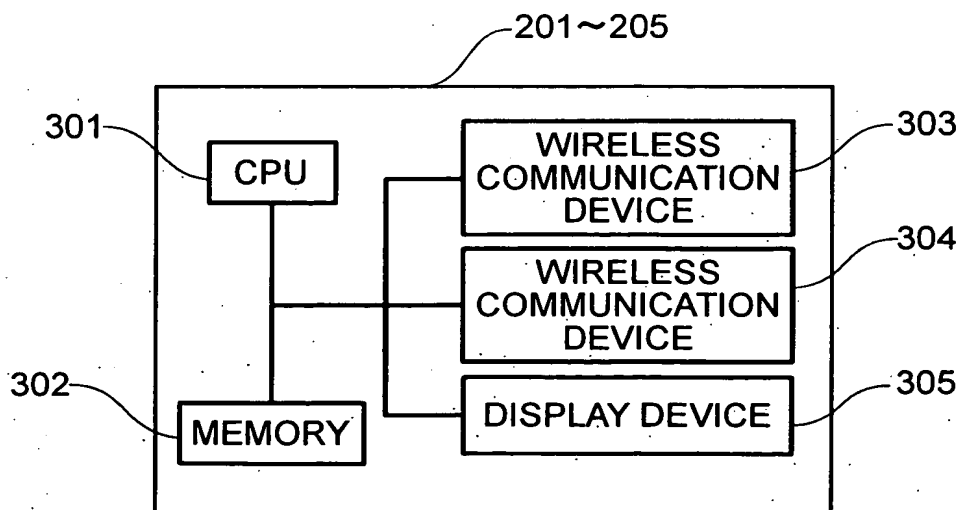 201～205
301
CPU
WIRELESS
COMMUNICATION
DEVICE
303
WIRELESS
COMMUNICATION
DEVICE
304
302
MEMORY
DISPLAY DEVICE
305